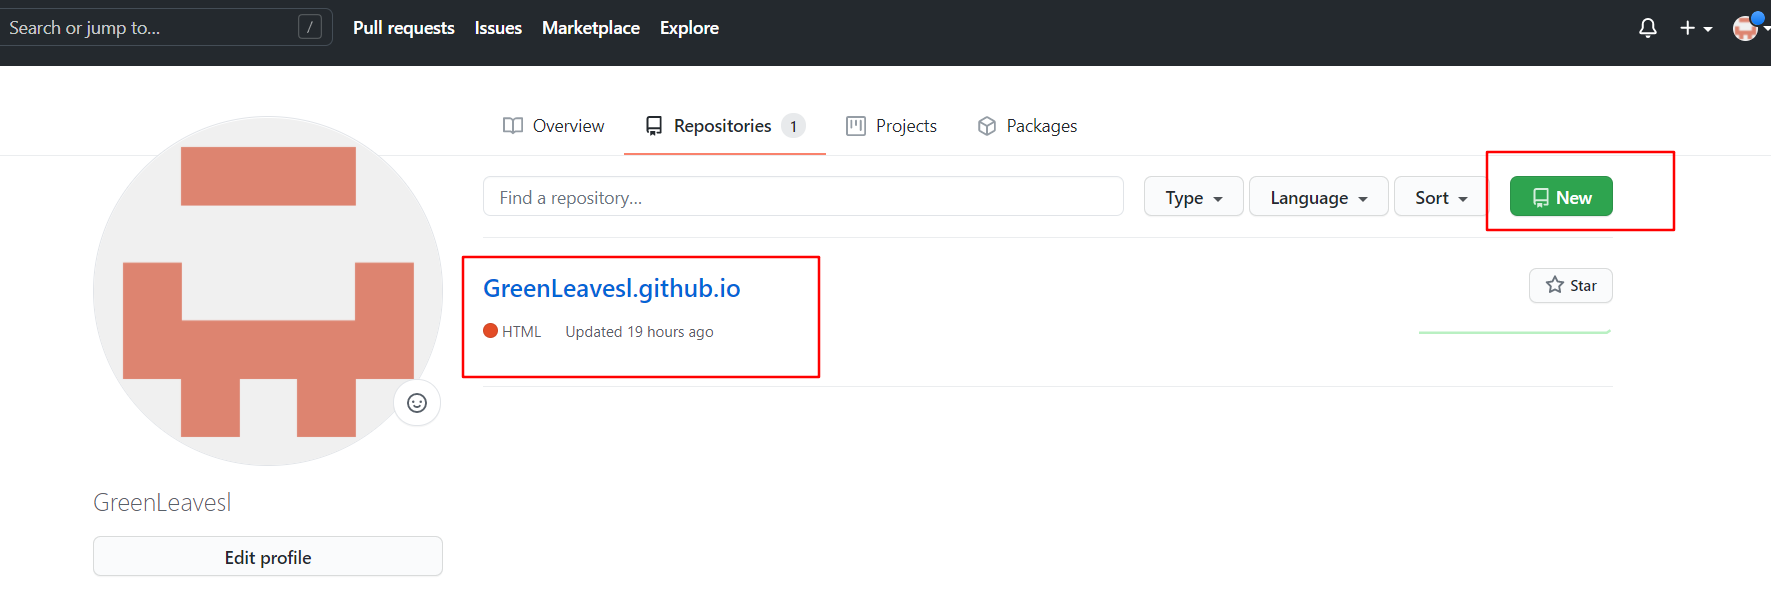 Search or jump to... /
Pull requests Issues Marketplace Explore
Overview Repositories 1 Projects Packages
Find a repository... Type Language Sort New
GreenLeavesl.github.io
Star
HTML Updated 19 hours ago
GreenLeavesl
Edit profile